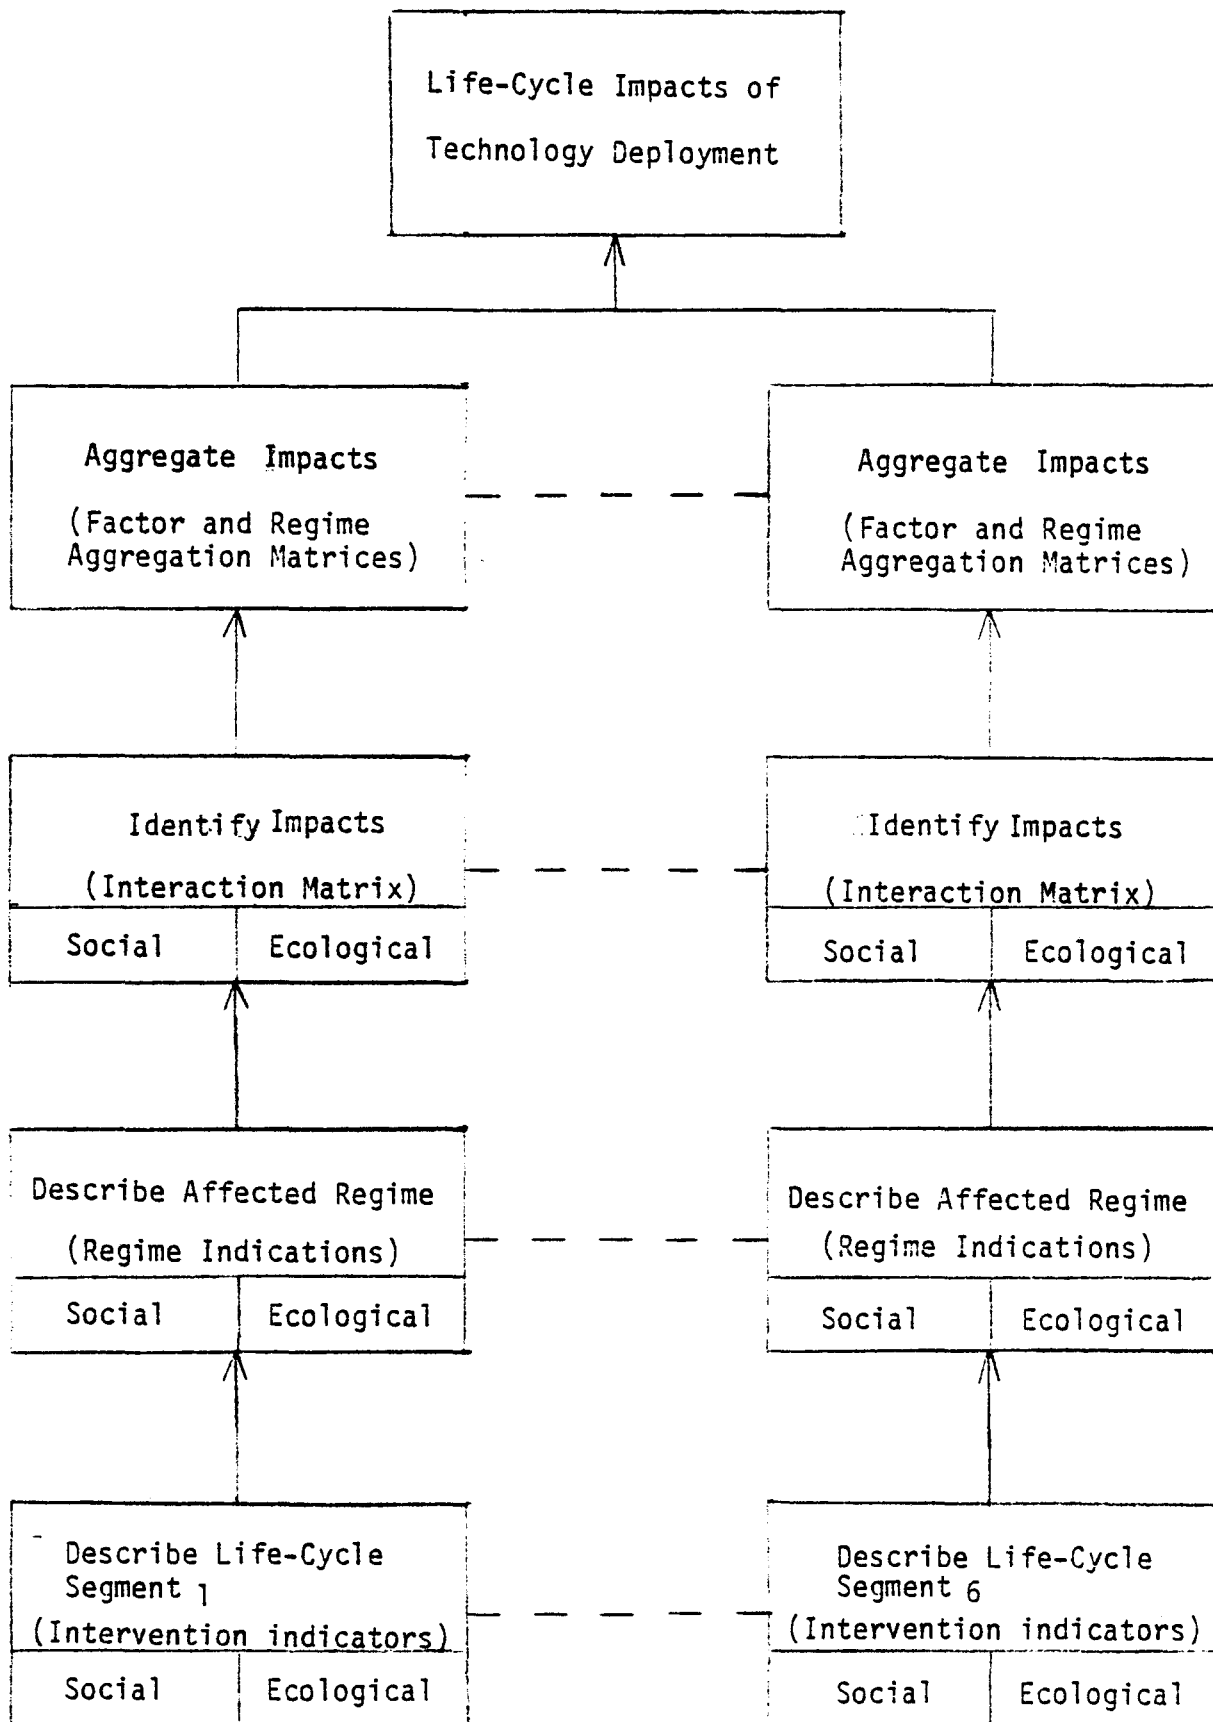 Life-Cycle Impacts of
Technology Deployment
Aggregate Impacts
(Factor and Regime
Aggregation Matrices)
Aggregate Impacts
(Factor and Regime
Aggregation Matrices)
Identify Impacts
(Interaction Matrix)
Social
Ecological
Identify Impacts
(Interaction Matrix)
Social
Ecological
Describe Affected Regime
(Regime Indications)
Social
Ecological
Describe Affected Regime
(Regime Indications)
Social
Ecological
Describe Life-Cycle
Segment 1
(Intervention indicators)
Social
Ecological
Describe Life-Cycle
Segment 6
(Intervention indicators)
Social
Ecological